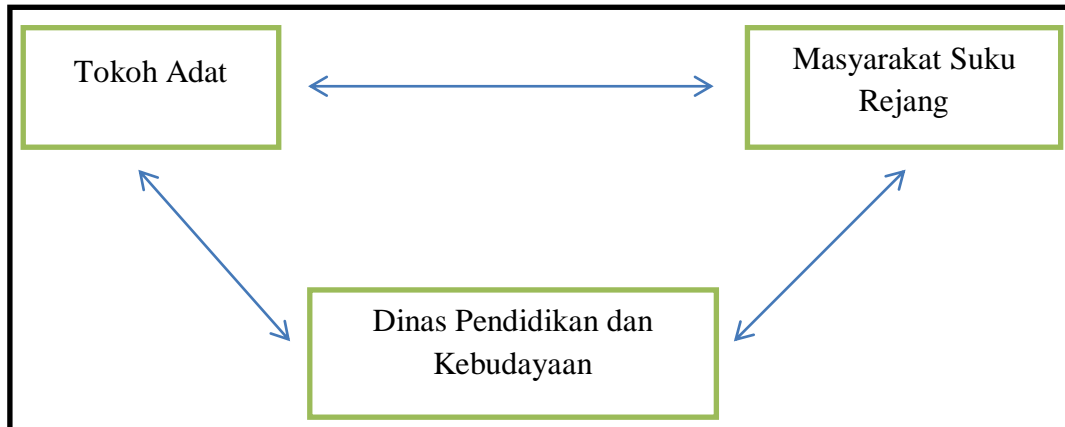 Tokoh Adat
Masyarakat Suku
Rejang
Dinas Pendidikan dan
Kebudayaan